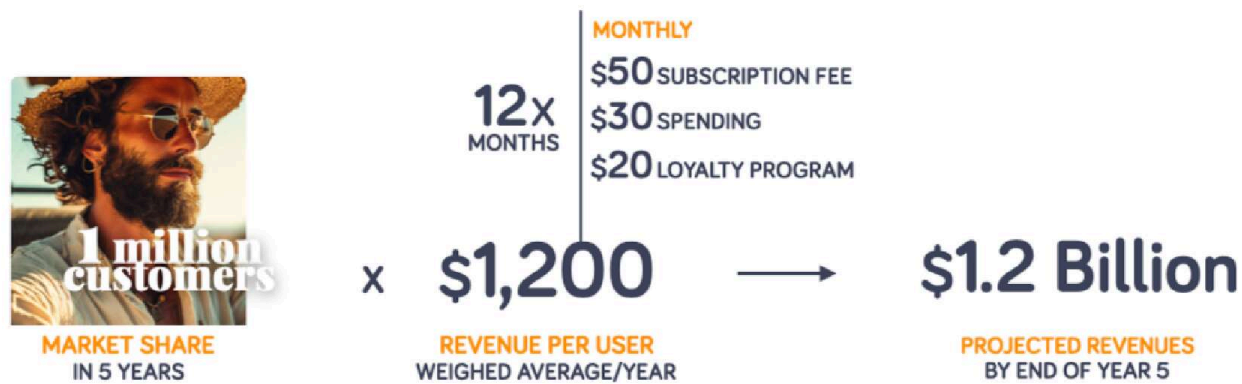 MONTHLY
$50 SUBSCRIPTION FEE
12x
MONTHS
$30 SPENDING
$20 LOYALTY PROGRAM
1 million
customers
x
$1,200
$1.2 Billion
MARKET SHARE
IN 5 YEARS
REVENUE PER USER
WEIGHED AVERAGE/YEAR
PROJECTED REVENUES
BY END OF YEAR 5